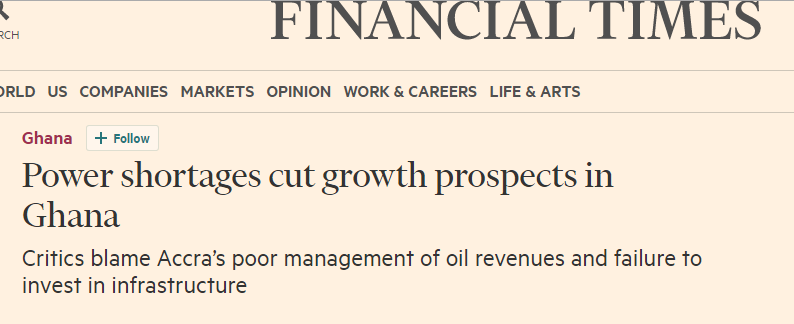 FINANCIAL TIMES
RCH
ORLD US COMPANIES MARKETS OPINION WORK & CAREERS LIFE & ARTS
Ghana + Follow
Power shortages cut growth prospects in
Ghana
Critics blame Accra's poor management of oil revenues and failure to
invest in infrastructure